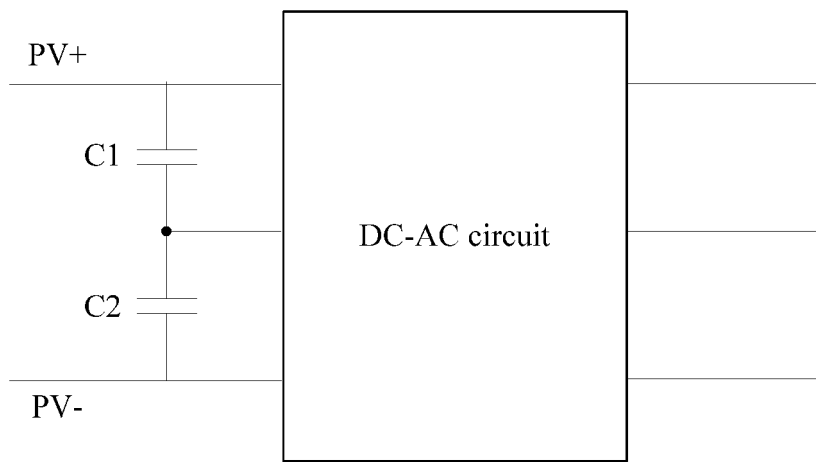 PV+
C1
DC-AC circuit
C2
PV-